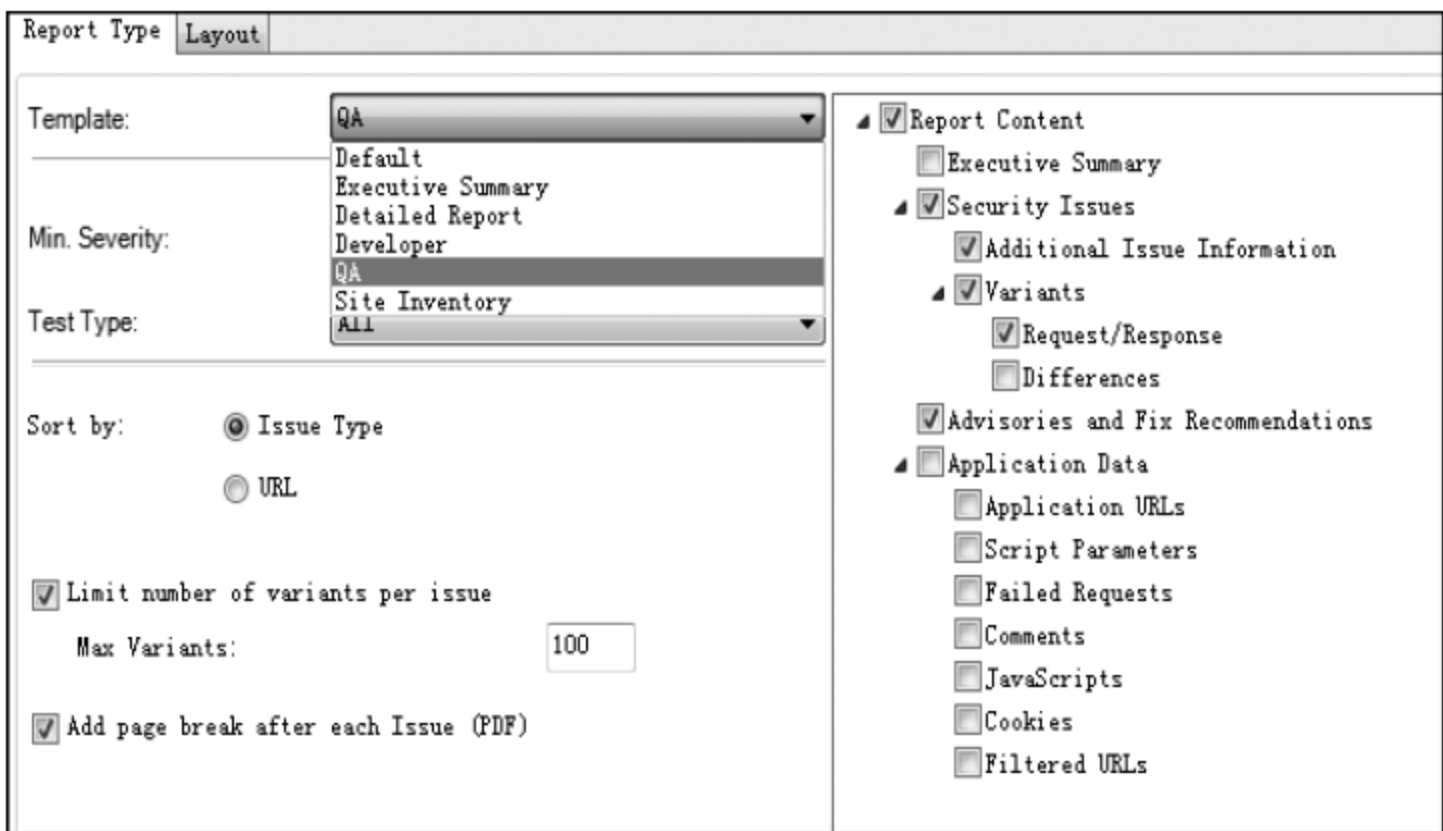 Report Type
Layout
Template:
QA
Default
Executive Summary
Detailed Report
Developer
QA
Site Inventory
Min. Severity:
Test Type:
All
Sort by:
Issue Type
URL
Limit number of variants per issue
Max Variants:
100
Add page break after each Issue (PDF)
Report Content
Executive Summary
Security Issues
Additional Issue Information
Variants
Request/Response
Differences
Advisories and Fix Recommendations
Application Data
Application URLs
Script Parameters
Failed Requests
Comments
JavaScripts
Cookies
Filtered URLs